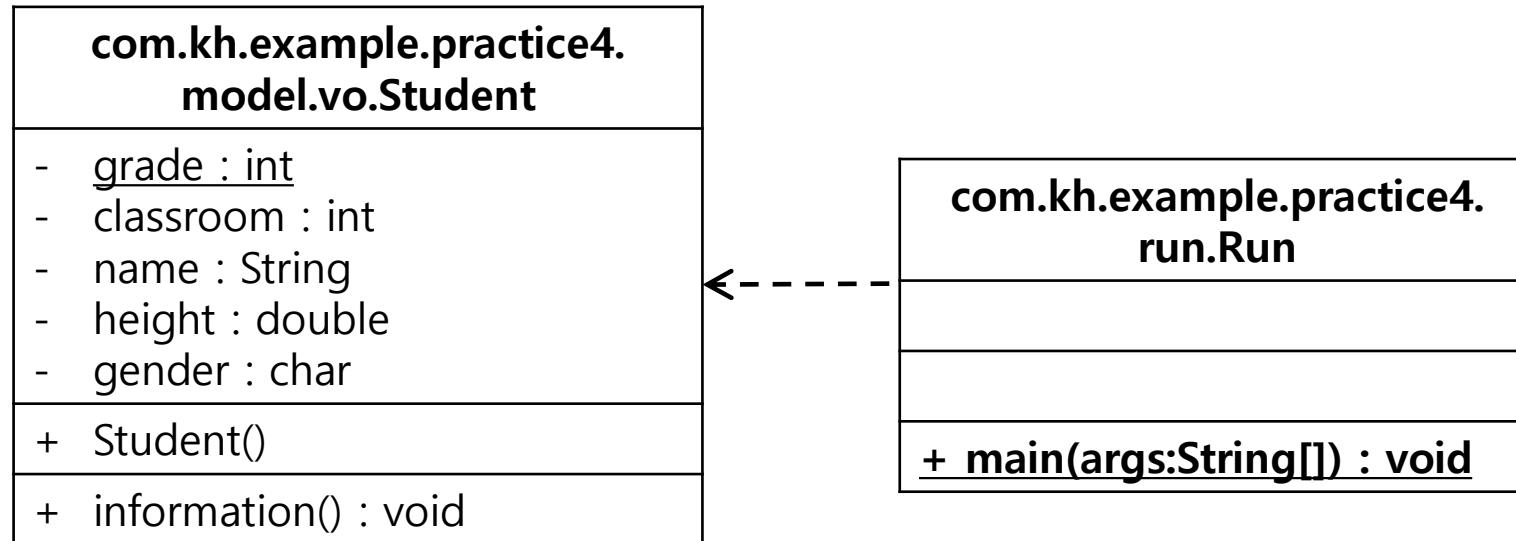 com.kh.example.practice4.
model.vo.Student
- grade : int
- classroom : int
- name : String
- height : double
- gender : char
+ Student()
+ information() : void
com.kh.example.practice4.
run.Run
+ main(args:String[]) : void